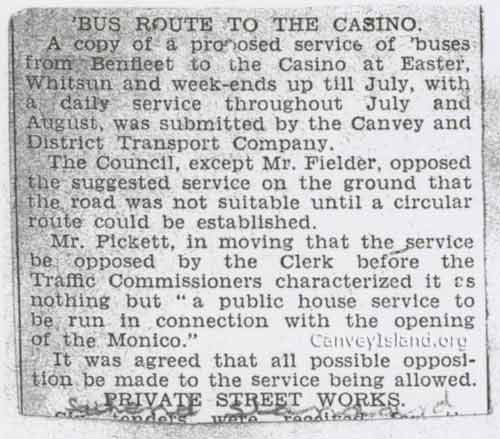 'BUS ROUTE TO THE CASINO.
A copy of a proposed service of 'buses
from Benfleet to the Casino at Easter,
Whitsun and week-ends up till July, with
a daily service throughout July and
August, was submitted by the Canvey and
District Transport Company.
The Council, except Mr. Fielder, opposed
the suggested service on the ground that
the road was not suitable until a circular
route could be established.
Mr. Pickett, in moving that the service
be opposed by the Clerk before the
Traffic Commissioners characterized it as
nothing but "a public house service to
be run in connection with the opening
of the Monico."
CanveyIsland.org
It was agreed that all possible opposi-
tion be made to the service being allowed.
PRIVATE STREET WORKS.
tenders were received